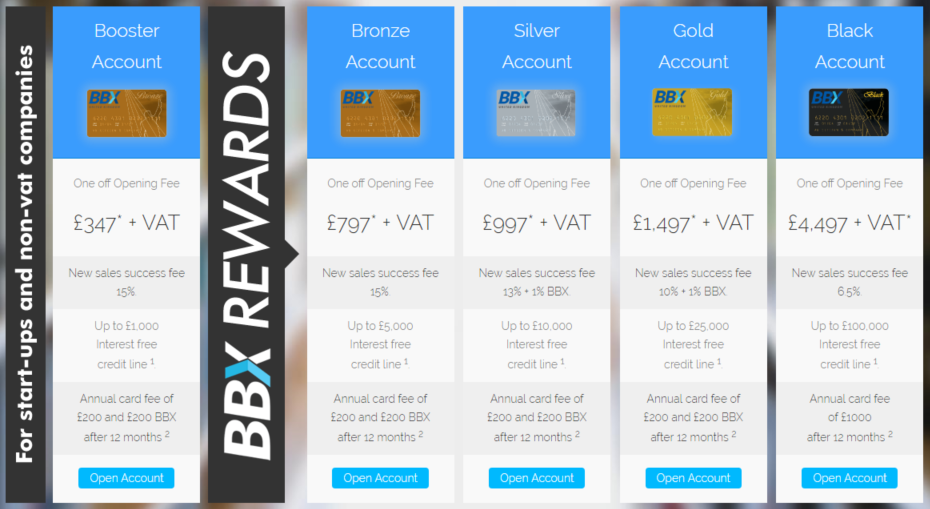 For start-ups and non-vat companies
Booster
Account
BBX
One off Opening Fee
£347* + VAT
New sales success fee
15%
Up to £1,000
Interest free
credit line 1
Annual card fee of
£200 and £200 BBX
after 12 months 2
Open Account
BBX REWARDS
Bronze
Account
BBX
One off Opening Fee
£797* + VAT
New sales success fee
15%
Up to £5,000
Interest free
credit line 1
Annual card fee of
£200 and £200 BBX
after 12 months 2
Open Account
Silver
Account
BBX
Silver
One off Opening Fee
£997* + VAT
New sales success fee
13% + 1% BBX
Up to £10,000
Interest free
credit line 1
Annual card fee of
£200 and £200 BBX
after 12 months 2
Open Account
Gold
Account
BBX
Gold
One off Opening Fee
£1,497* + VAT
New sales success fee
10% + 1% BBX
Up to £25,000
Interest free
credit line 1
Annual card fee of
£200 and £200 BBX
after 12 months 2
Open Account
Black
Account
BBX
Black
One off Opening Fee
£4,497 + VAT*
New sales success fee
6.5%
Up to £100,000
Interest free
credit line 1
Annual card fee
of £1000
after 12 months 2
Open Account